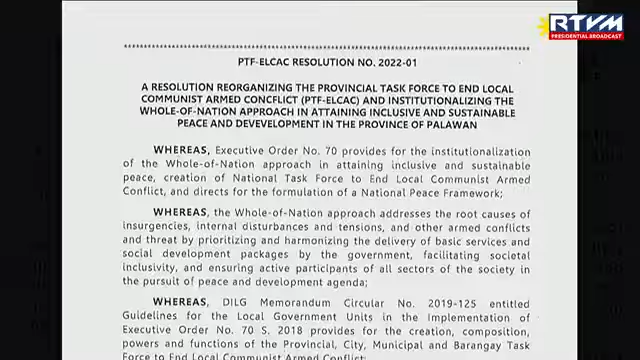 RTVM
PRESIDENTIAL BROADCAST
PTF-ELCAC RESOLUTION NO. 2022-01
A RESOLUTION REORGANIZING THE PROVINCIAL TASK FORCE TO END LOCAL
COMMUNIST ARMED CONCFLICT (PTF-ELCAC) AND INSTITUTIONALIZING THE
WHOLE-OF-NATION APPROACH IN ATTAINING INCLUSIVE AND SUSTAINABLE
PEACE AND DEVEVELOPMENT IN THE PROVINCE OF PALAWAN
WHEREAS, Executive Order No. 70 provides for the institutionalization
of the Whole-of-Nation approach in attaining inclusive and sustainable
peace, creation of National Task Force to End Local Communist Armed
Conflict, and directs for the formulation of a National Peace Framework;
WHEREAS, the Whole-of-Nation approach addresses the root causes of
insurgencies, internal disturbances and tensions, and other armed conflicts
and threat by prioritizing and harmonizing the delivery of basic services and
social development packages by the government, facilitating societal
inclusivity, and ensuring active participants of all sectors of the society in
the pursuit of peace and development agenda;
WHEREAS, DILG Memorandum Circular No. 2019-125 entitled
Guidelines for the Local Government Units in the Implementation of
Executive Order No. 70 S. 2018 provides for the creation, composition,
powers and functions of the Provincial, City, Municipal and Barangay Task
Force to End Local Communist Armed Conflict;